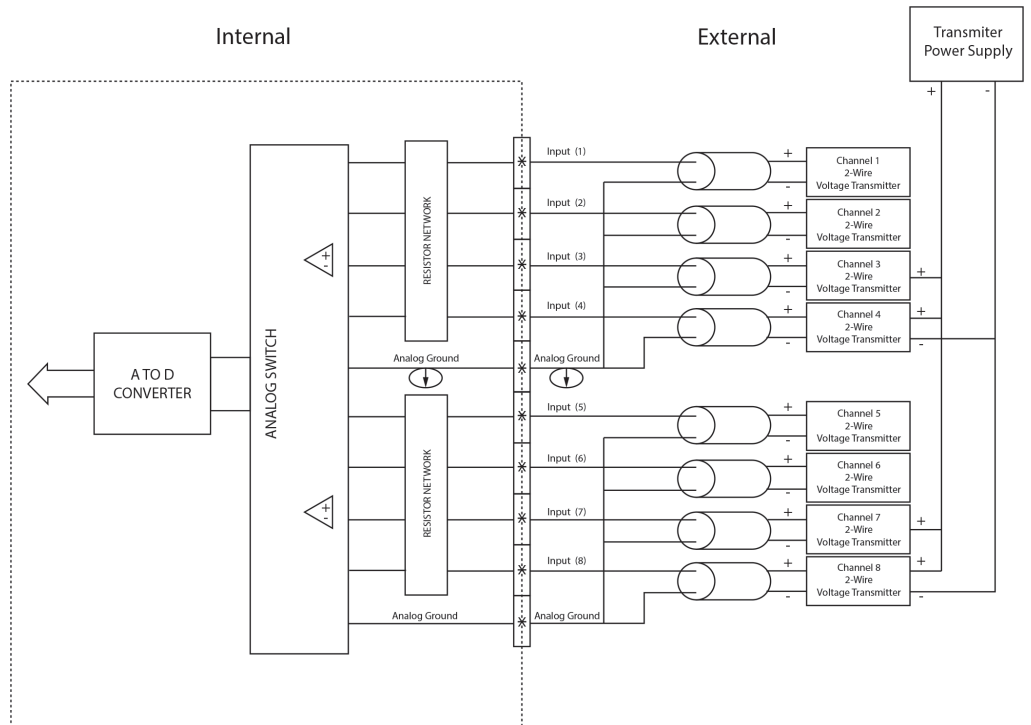 Internal
External
Transmiter
Power Supply
+
-
Input (1)
+
-
Channel 1
2-Wire
Voltage Transmitter
Input (2)
+
-
Channel 2
2-Wire
Voltage Transmitter
Input (3)
+
-
Channel 3
2-Wire
Voltage Transmitter
+
Input (4)
+
-
Channel 4
2-Wire
Voltage Transmitter
+
-
RESISTOR NETWORK
+
-
Analog Ground
Analog Ground
A TO D
CONVERTER
ANALOG SWITCH
Input (5)
+
-
Channel 5
2-Wire
Voltage Transmitter
Input (6)
+
-
Channel 6
2-Wire
Voltage Transmitter
Input (7)
+
-
Channel 7
2-Wire
Voltage Transmitter
+
Input (8)
+
-
Channel 8
2-Wire
Voltage Transmitter
+
-
RESISTOR NETWORK
+
-
Analog Ground
Analog Ground